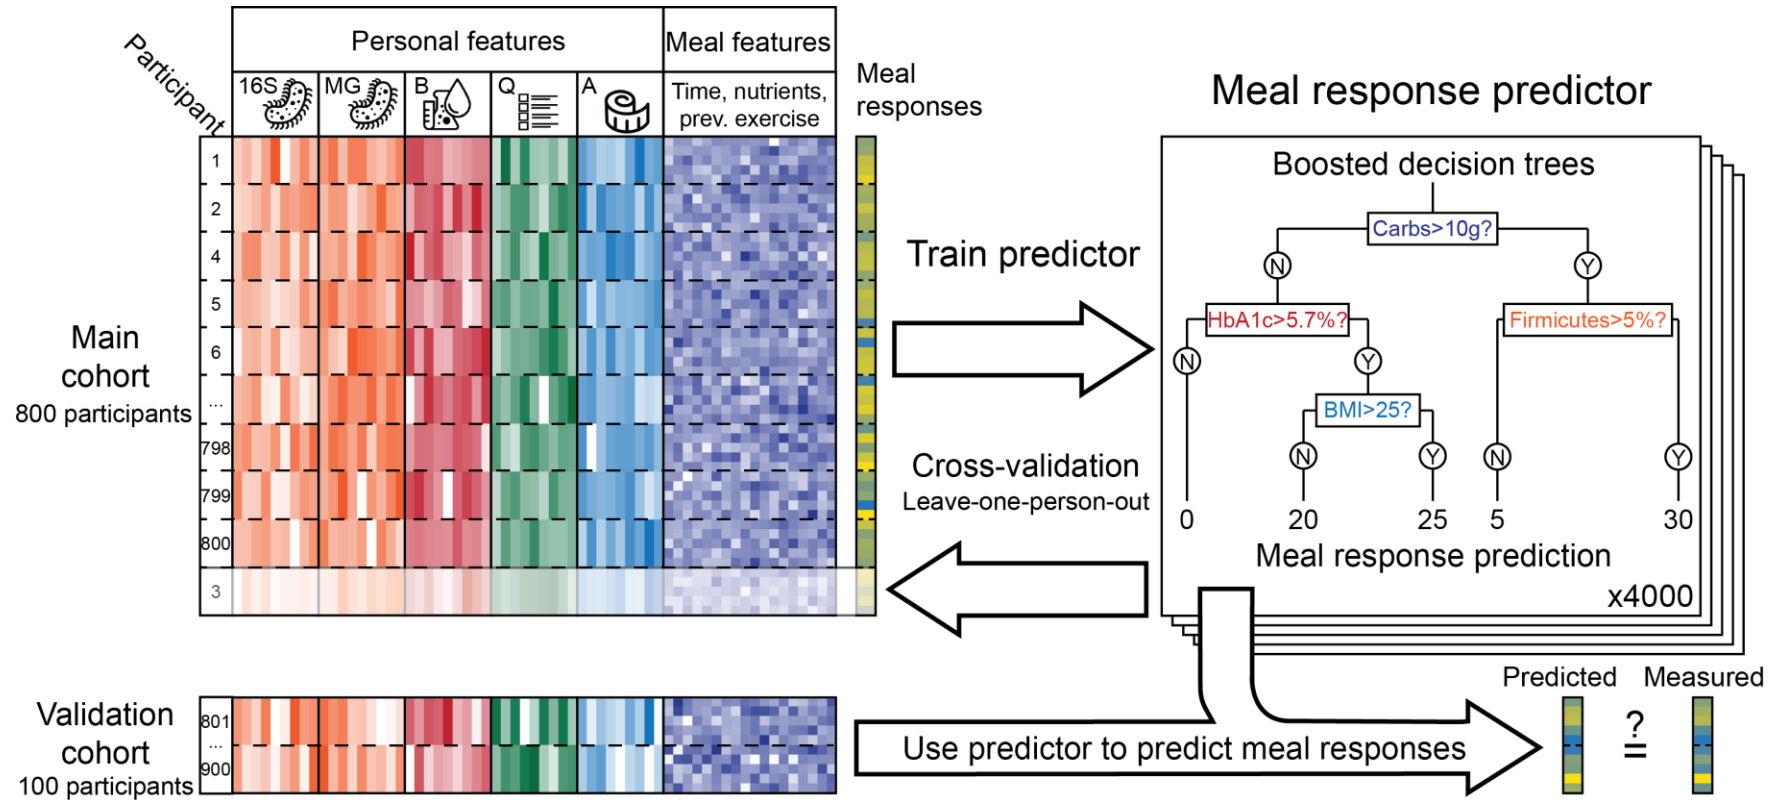 Participant
Personal features
Meal features
16S
MG
B
Q
A
Time, nutrients,
prev. exercise
Meal
responses
1
2
4
5
6
...
798
799
800
3
Main
cohort
800 participants
Train predictor
Cross-validation
Leave-one-person-out
Meal response predictor
Boosted decision trees
Carbs>10g?
N
Y
HbA1c>5.7%?
Firmicutes>5%?
N
Y
BMI>25?
N
Y
N
Y
0
20
25
5
30
Meal response prediction
x4000
Validation
cohort
100 participants
801
...
900
Use predictor to predict meal responses
Predicted
Measured
?
=